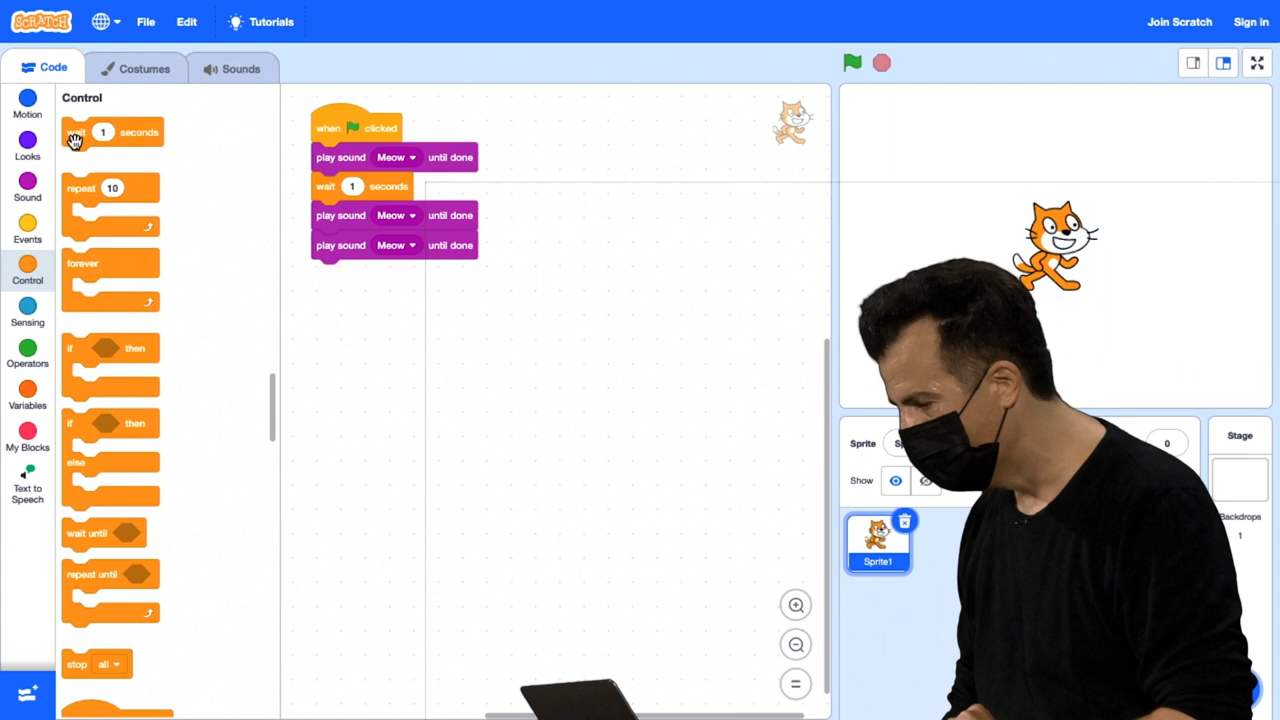 SCRATCH File Edit Tutorials Join Scratch Sign in
Code Costumes Sounds
Motion
Looks
Sound
Events
Control
Sensing
Operators
Variables
My Blocks
Text to
Speech
Control
wait 1 seconds
repeat 10
forever
if then
if then
else
wait until
repeat until
stop all
when clicked
play sound Meow until done
wait 1 seconds
play sound Meow until done
play sound Meow until done
Sprite
0
Show
Sprite1
Stage
Backdrops
1